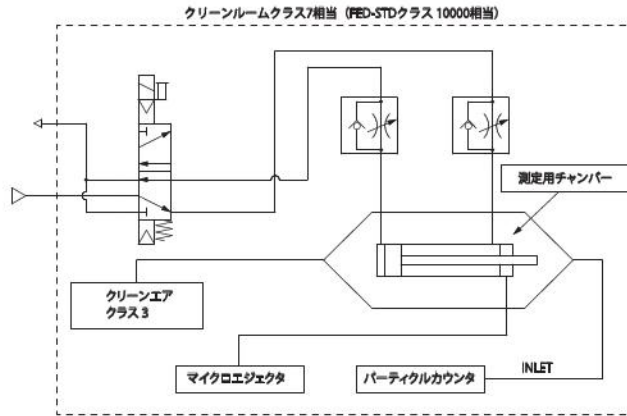 クリーンルームクラス7相当（FED-STDクラス 10000相当）
測定用チャンバー
クリーンエア
クラス 3
マイクロエジェクタ
パーティクルカウンタ
INLET